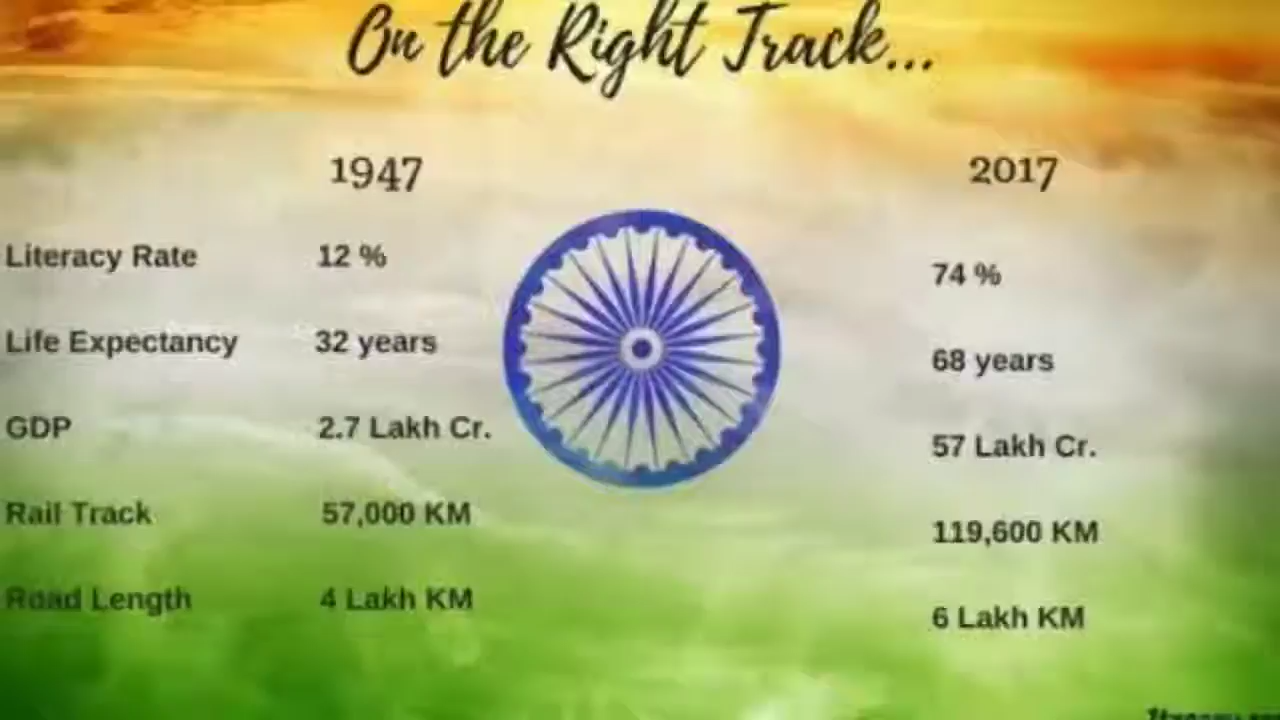 On the Right Track...
1947 2017
Literacy Rate 12 % 74 %
Life Expectancy 32 years 68 years
GDP 2.7 Lakh Cr. 57 Lakh Cr.
Rail Track 57,000 KM 119,600 KM
Road Length 4 Lakh KM 6 Lakh KM